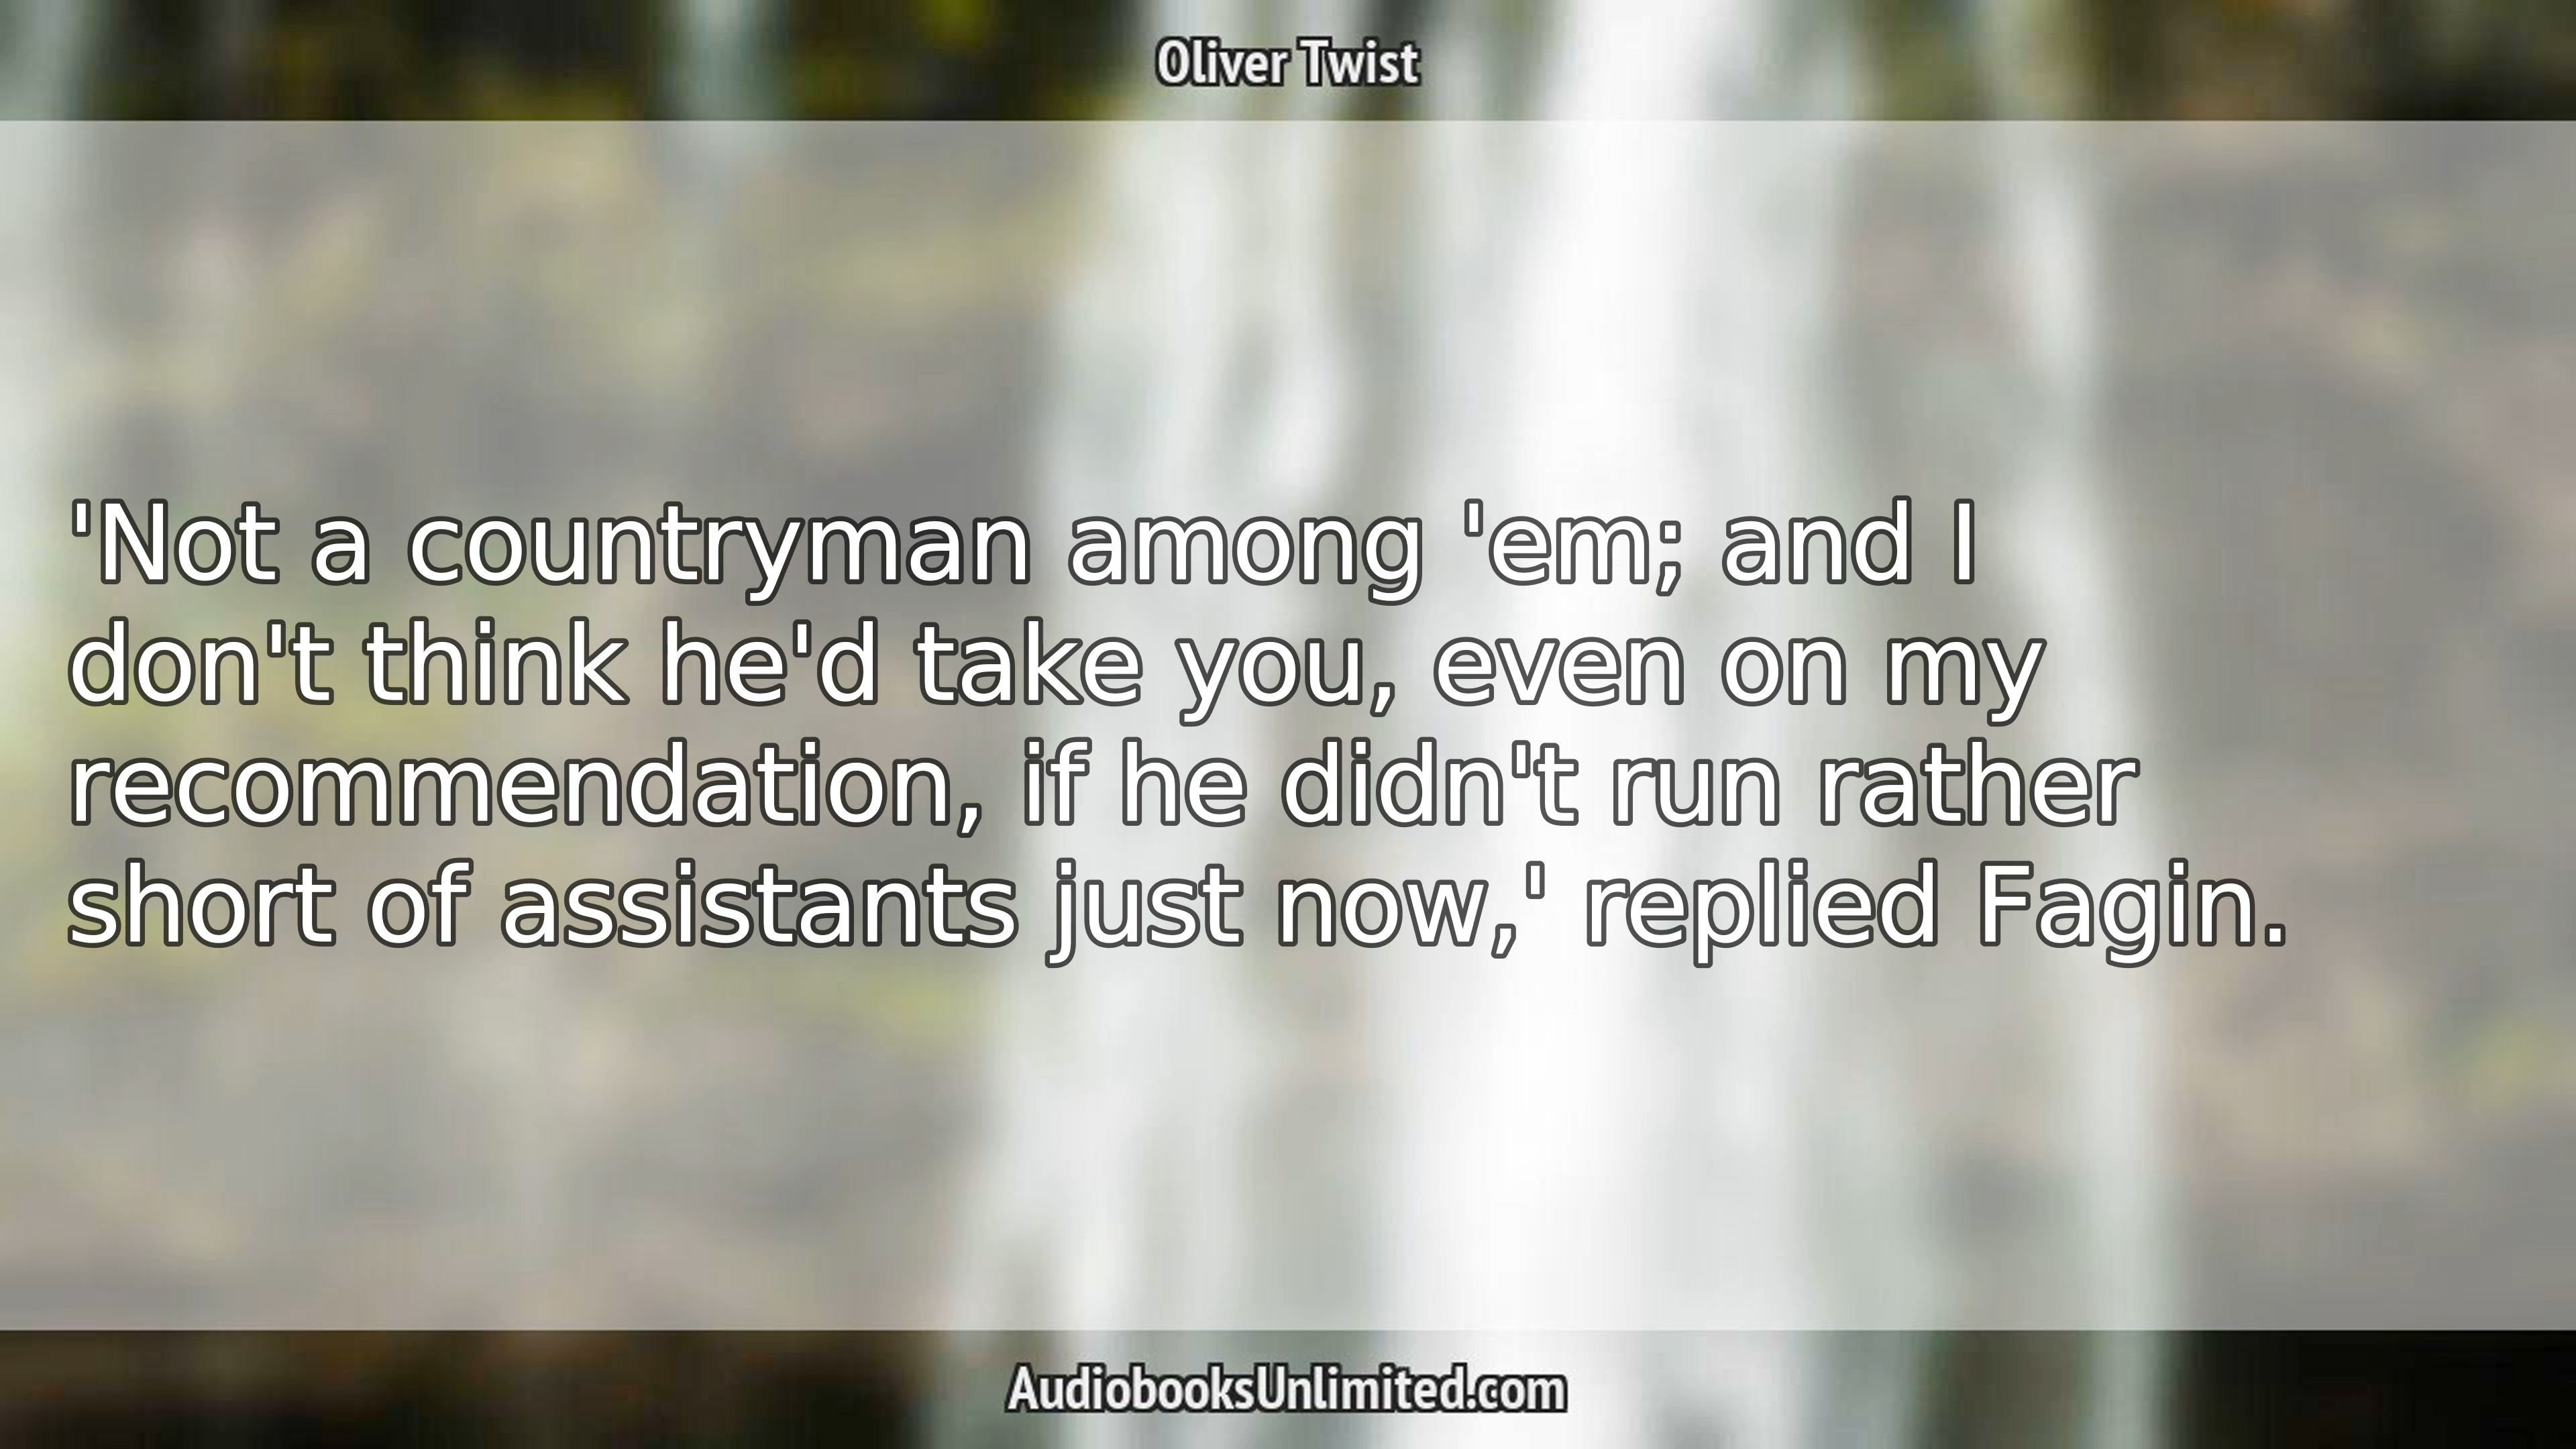 Oliver Twist
'Not a countryman among 'em; and I
don't think he'd take you, even on my
recommendation, if he didn't run rather
short of assistants just now,' replied Fagin.
AudiobooksUnlimited.com